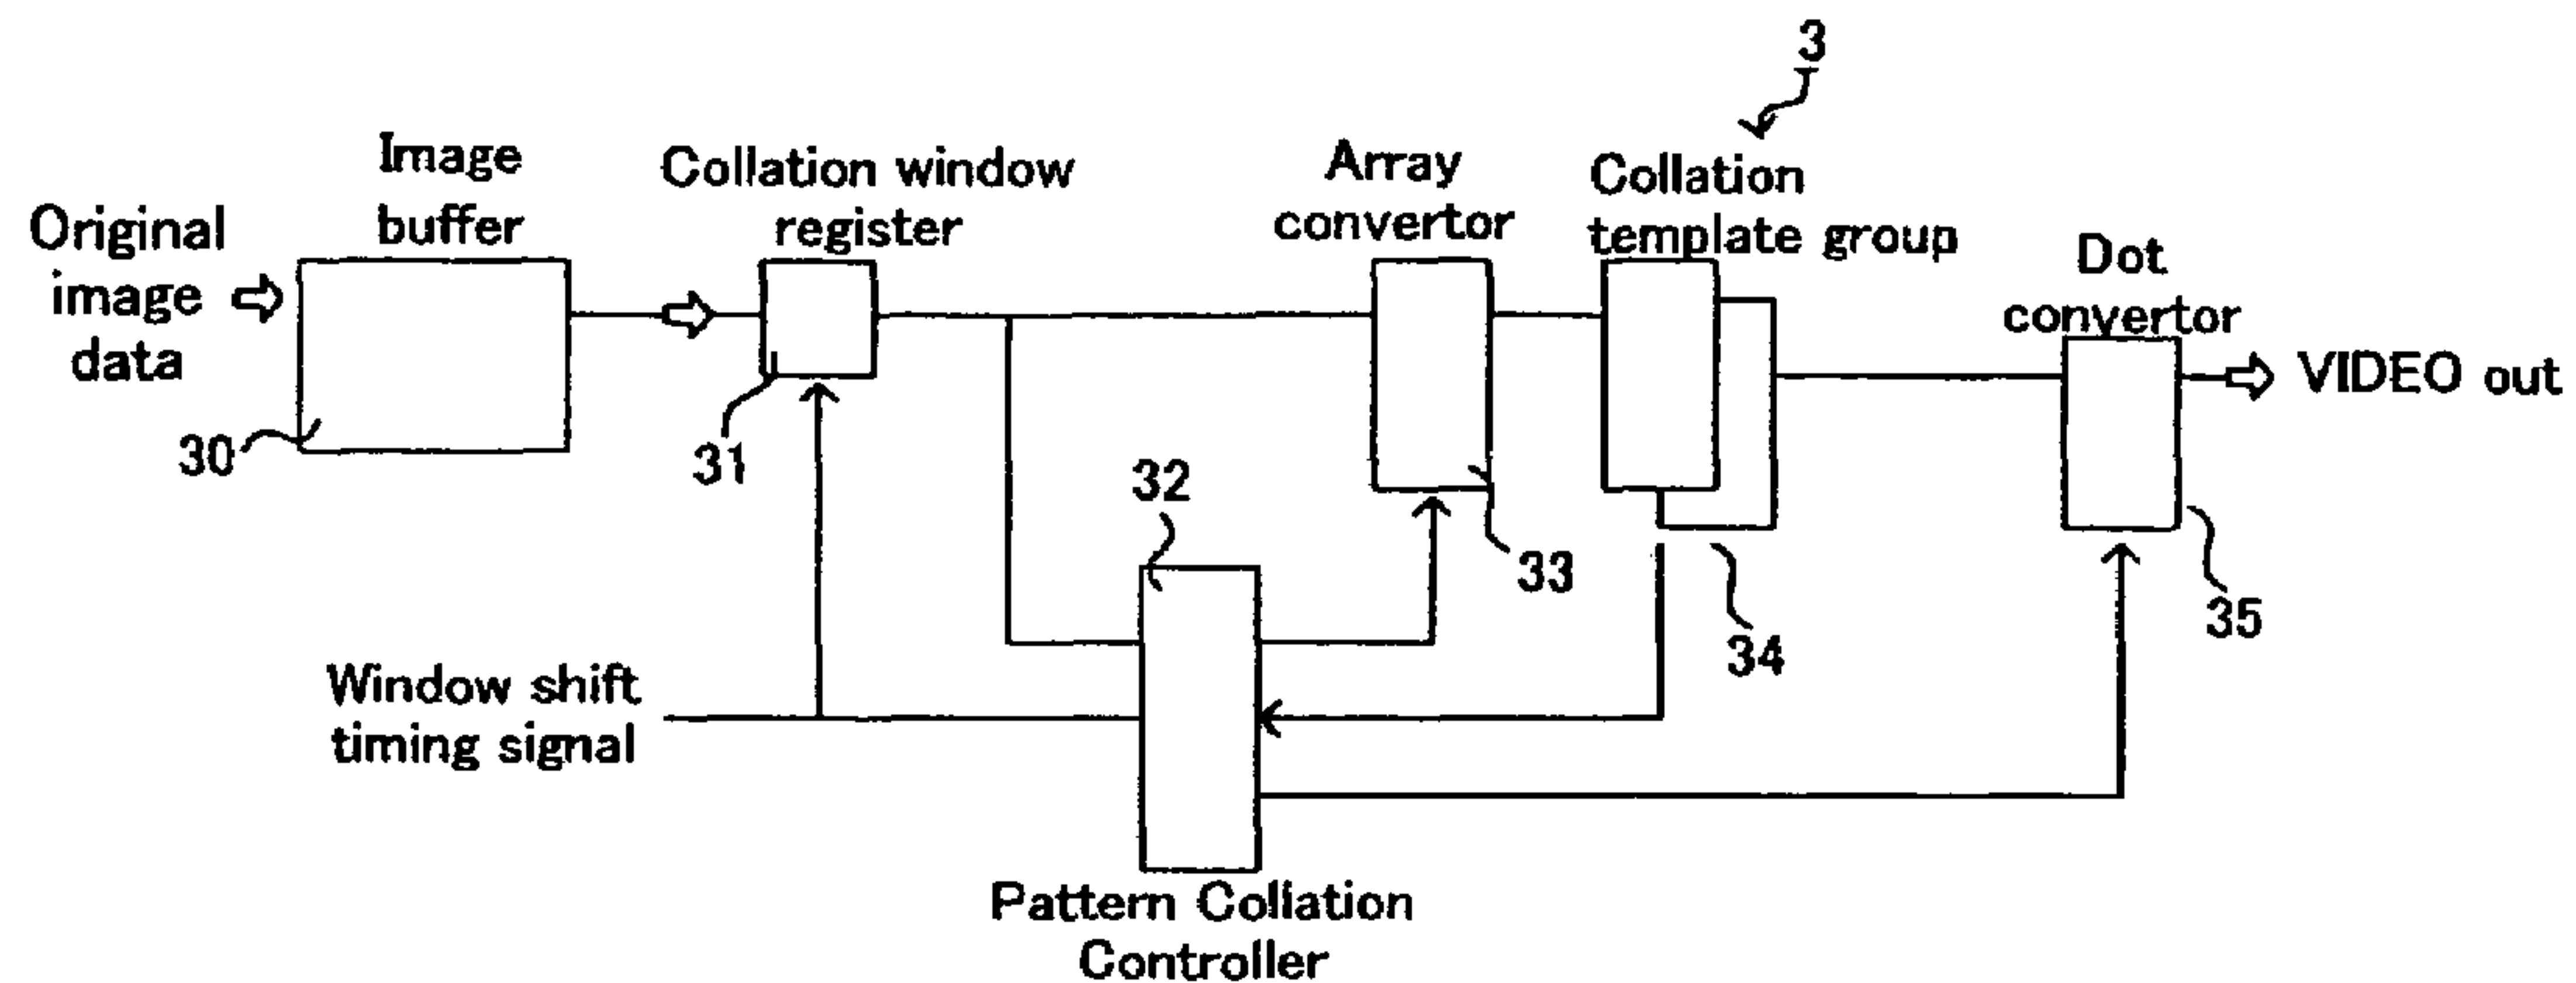 3
Original
image
data
Image
buffer
30
Collation window
register
31
Array
convertor
33
Collation
template group
34
Dot
convertor
35
VIDEO out
32
Window shift
timing signal
Pattern Collation
Controller